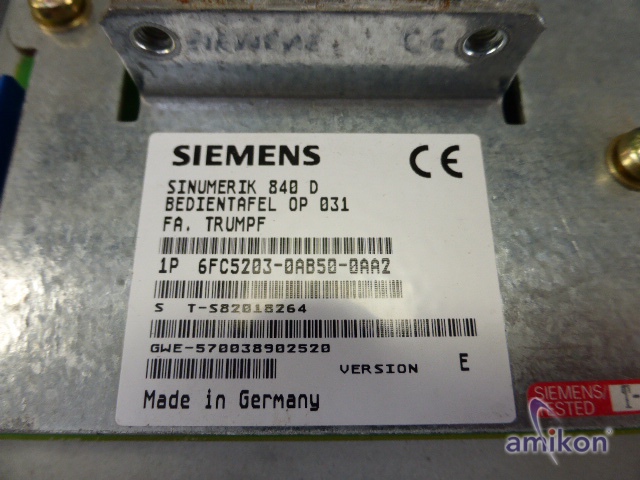 SIEMENS CE
SINUMERIK 840 D
BEDIENTAFEL OP 031
FA. TRUMPF
1P 6FC5203-0AB50-0AA2
S T-S82018264
GWE-570038902520
VERSION E
Made in Germany
SIEMENS/
TESTED
amikon